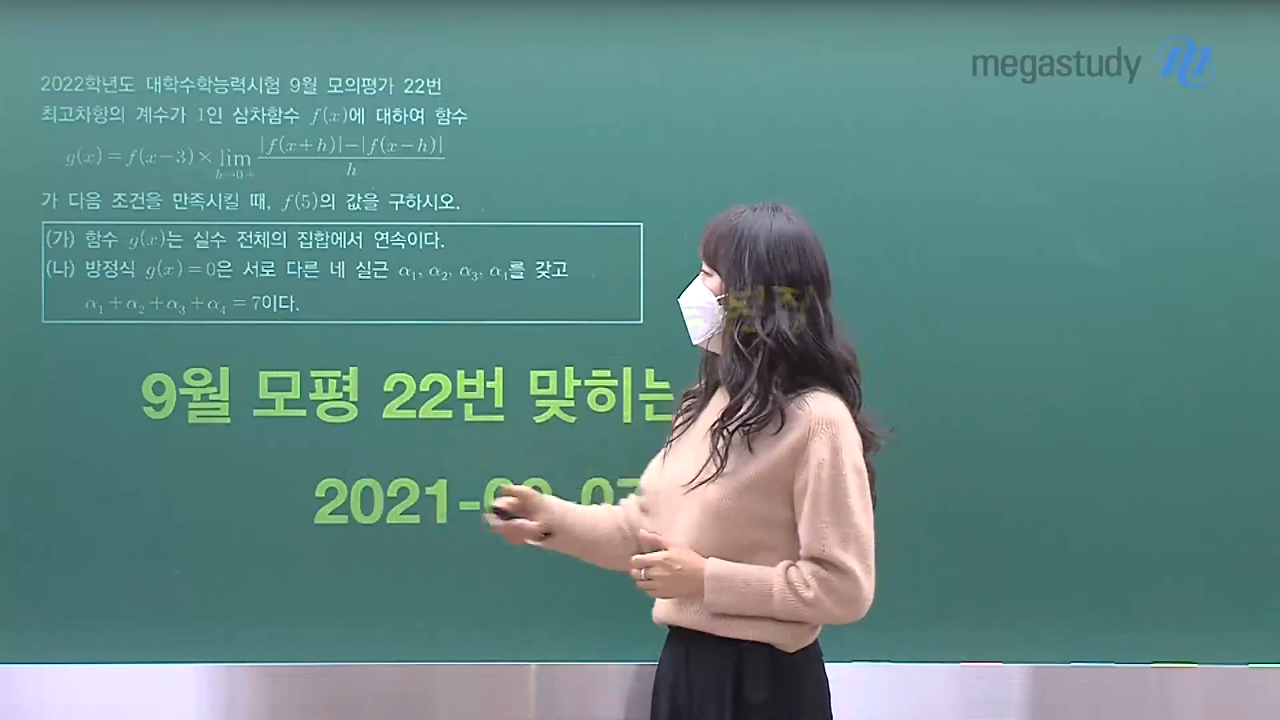 megastudy
2022학년도 대학수학능력시험 9월 모의평가 22번
최고차항의 계수가 1인 삼차함수 f(x)에 대하여 함수
g(x)=f(x-3)×lim h→0+ |f(x+h)|-|f(x-h)| / h
가 다음 조건을 만족시킬 때, f(5)의 값을 구하시오.
(가) 함수 g(x)는 실수 전체의 집합에서 연속이다.
(나) 방정식 g(x)=0은 서로 다른 네 실근 α₁, α₂, α₃, α₄를 갖고
α₁+α₂+α₃+α₄=7이다.
9월 모평 22번 맞히는
2021-